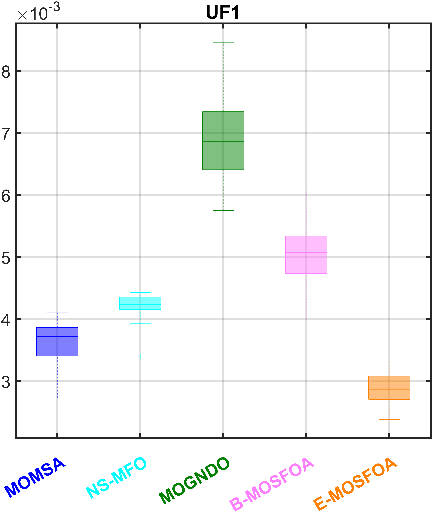 ×10⁻³
UF1
8
7
6
5
4
3
MOMSA
NS-MFO
MOGNDO
B-MOSFOA
E-MOSFOA